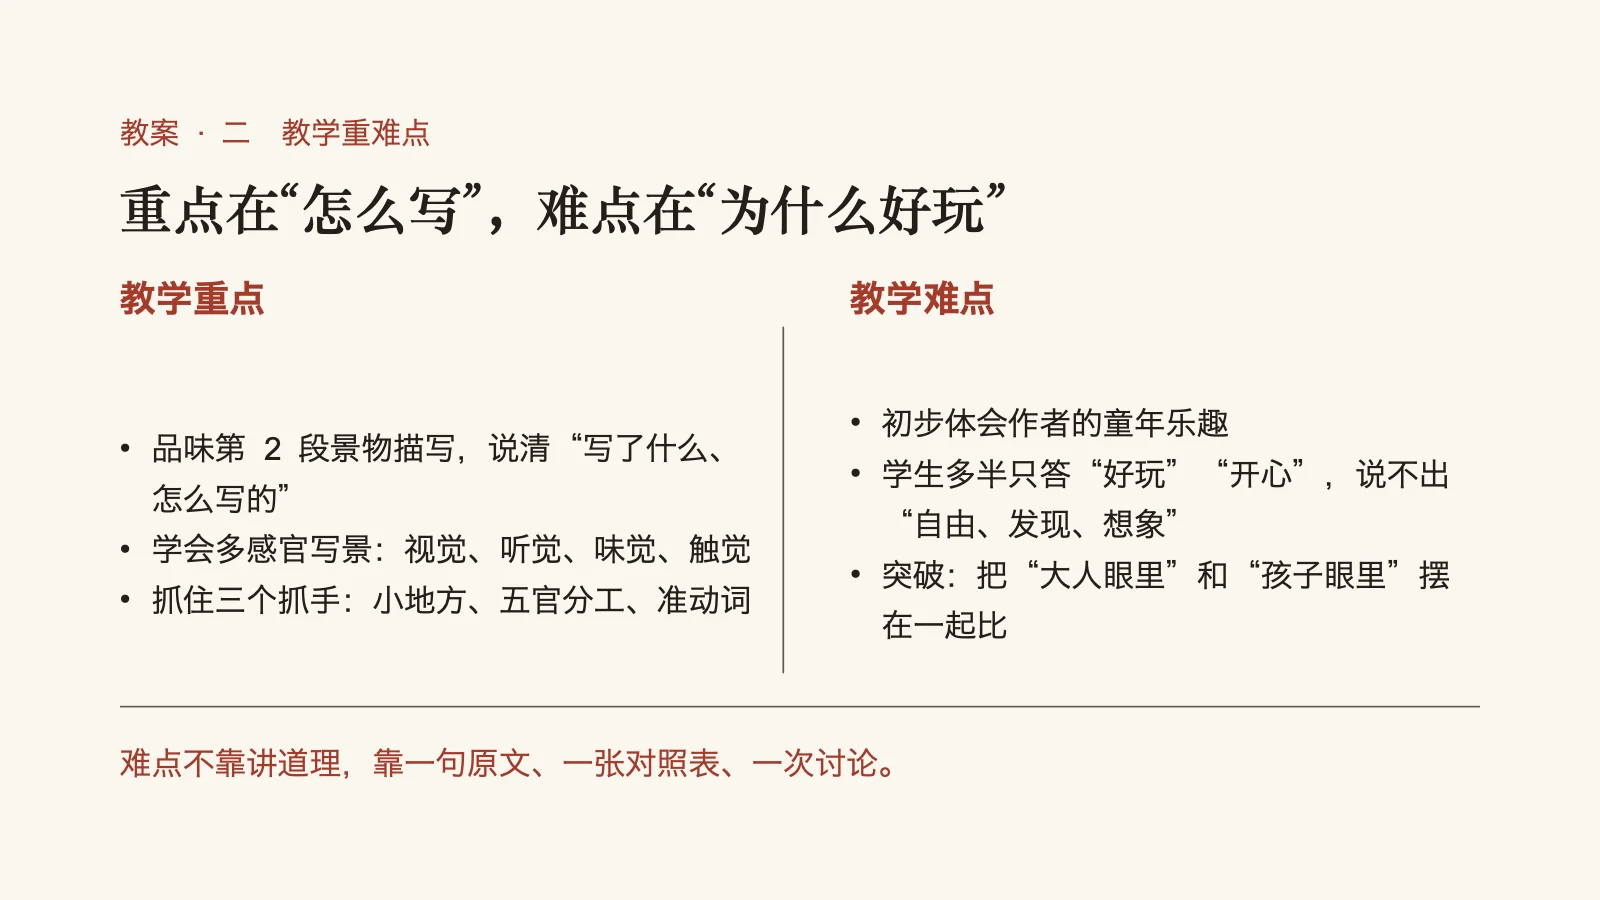 教案 · 二　教学重难点
重点在“怎么写”，难点在“为什么好玩”
教学重点
• 品味第 2 段景物描写，说清“写了什么、
怎么写的”
• 学会多感官写景：视觉、听觉、味觉、触觉
• 抓住三个抓手：小地方、五官分工、准动词
教学难点
• 初步体会作者的童年乐趣
• 学生多半只答“好玩”“开心”，说不出
“自由、发现、想象”
• 突破：把“大人眼里”和“孩子眼里”摆
在一起比
难点不靠讲道理，靠一句原文、一张对照表、一次讨论。